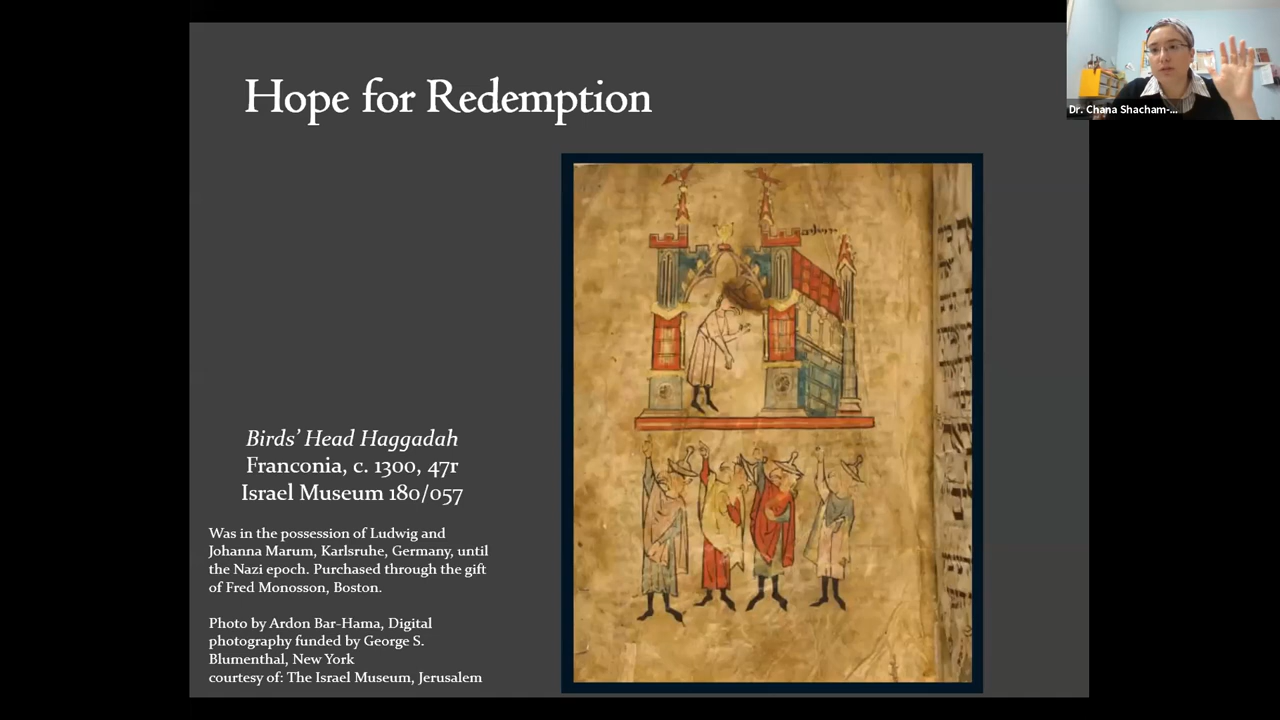 Hope for Redemption
Dr. Chana Shacham-...
ירושלים
Birds’ Head Haggadah
Franconia, c. 1300, 47r
Israel Museum 180/057
Was in the possession of Ludwig and
Johanna Marum, Karlsruhe, Germany, until
the Nazi epoch. Purchased through the gift
of Fred Monosson, Boston.
Photo by Ardon Bar-Hama, Digital
photography funded by George S.
Blumenthal, New York
courtesy of: The Israel Museum, Jerusalem